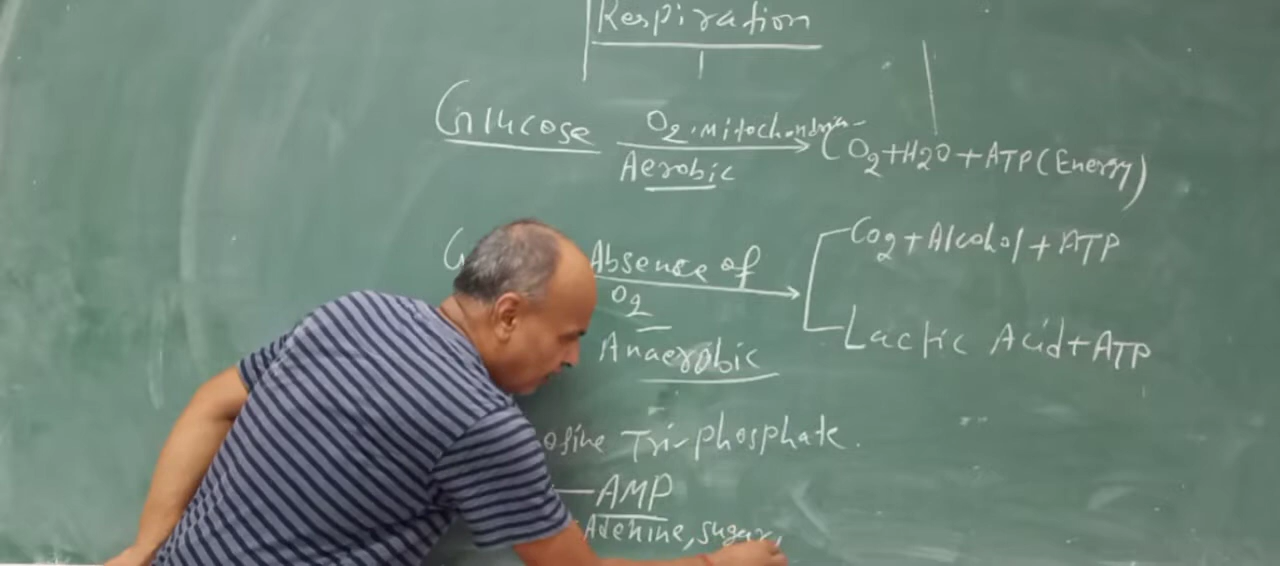 Respiration
Glucose O2, Mitochondria CO2+H2O+ATP(Energy)
Aerobic
Absence of Co2+Alcohol+ATP
O2
Anaerobic Lactic Acid+ATP
Tri-phosphate.
AMP
Adenine, sugar,